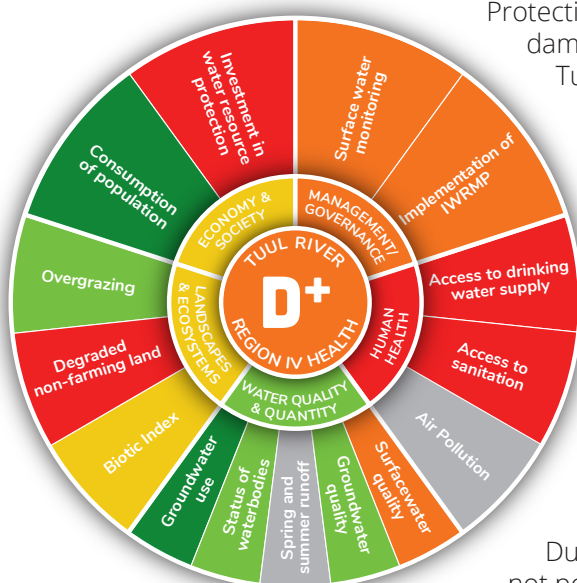 Protecti
dam
Tu
Investment in
water resource
protection
Surface water
monitoring
Consumption
of population
Implementation of
IWRMP
ECONOMY &
SOCIETY
MANAGEMENT/
GOVERNANCE
TUUL RIVER
D+
REGION IV HEALTH
Overgrazing
LANDSCAPES
& ECOSYSTEMS
HUMAN
HEALTH
Access to drinking
water supply
Degraded
non-farming land
Access to
sanitation
WATER QUALITY
& QUANTITY
Biotic Index
Air Pollution
Groundwater
use
Status of
waterbodies
Spring and
summer runoff
Groundwater
quality
Surfacewater
quality
Du